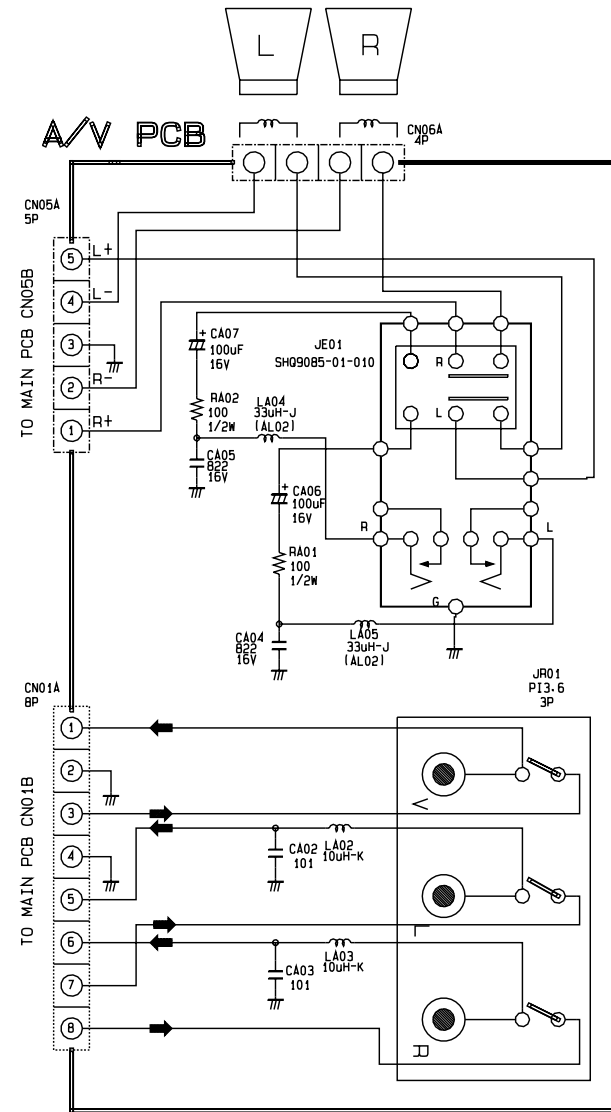 L R
A/V PCB
CN06A
4P
CN05A
5P
TO MAIN PCB CN05B
5
L+
4
L-
3
2
R-
1
R+
CA07
+
100uF
16V
RA02
100
1/2W
CA05
822
16V
LA04
33uH-J
(AL02)
JE01
SHQ9085-01-010
R
L
+
CA06
100uF
16V
RA01
100
1/2W
R
L
G
CA04
822
16V
LA05
33uH-J
(AL02)
CN01A
8P
TO MAIN PCB CN01B
1
2
3
4
5
6
7
8
JR01
PI3.6
3P
V
L
R
CA02
101
LA02
10uH-K
CA03
101
LA03
10uH-K